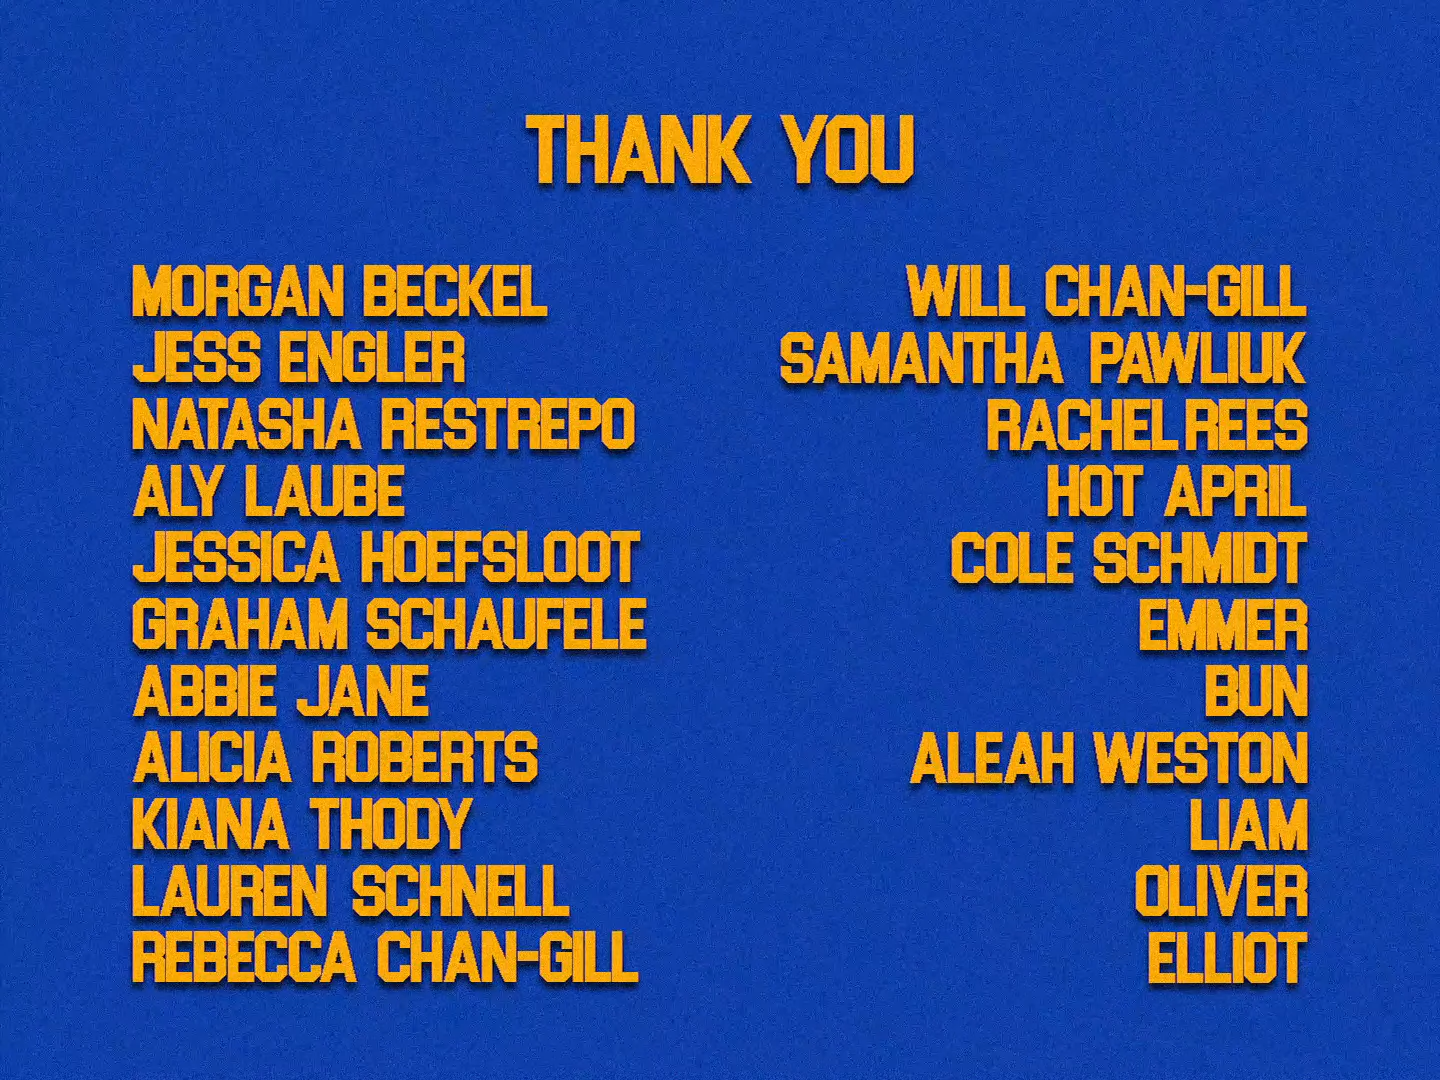 THANK YOU
MORGAN BECKEL
JESS ENGLER
NATASHA RESTREPO
ALY LAUBE
JESSICA HOEFSLOOT
GRAHAM SCHAUFELE
ABBIE JANE
ALICIA ROBERTS
KIANA THODY
LAUREN SCHNELL
REBECCA CHAN-GILL
WILL CHAN-GILL
SAMANTHA PAWLIUK
RACHEL REES
HOT APRIL
COLE SCHMIDT
EMMER
BUN
ALEAH WESTON
LIAM
OLIVER
ELLIOT